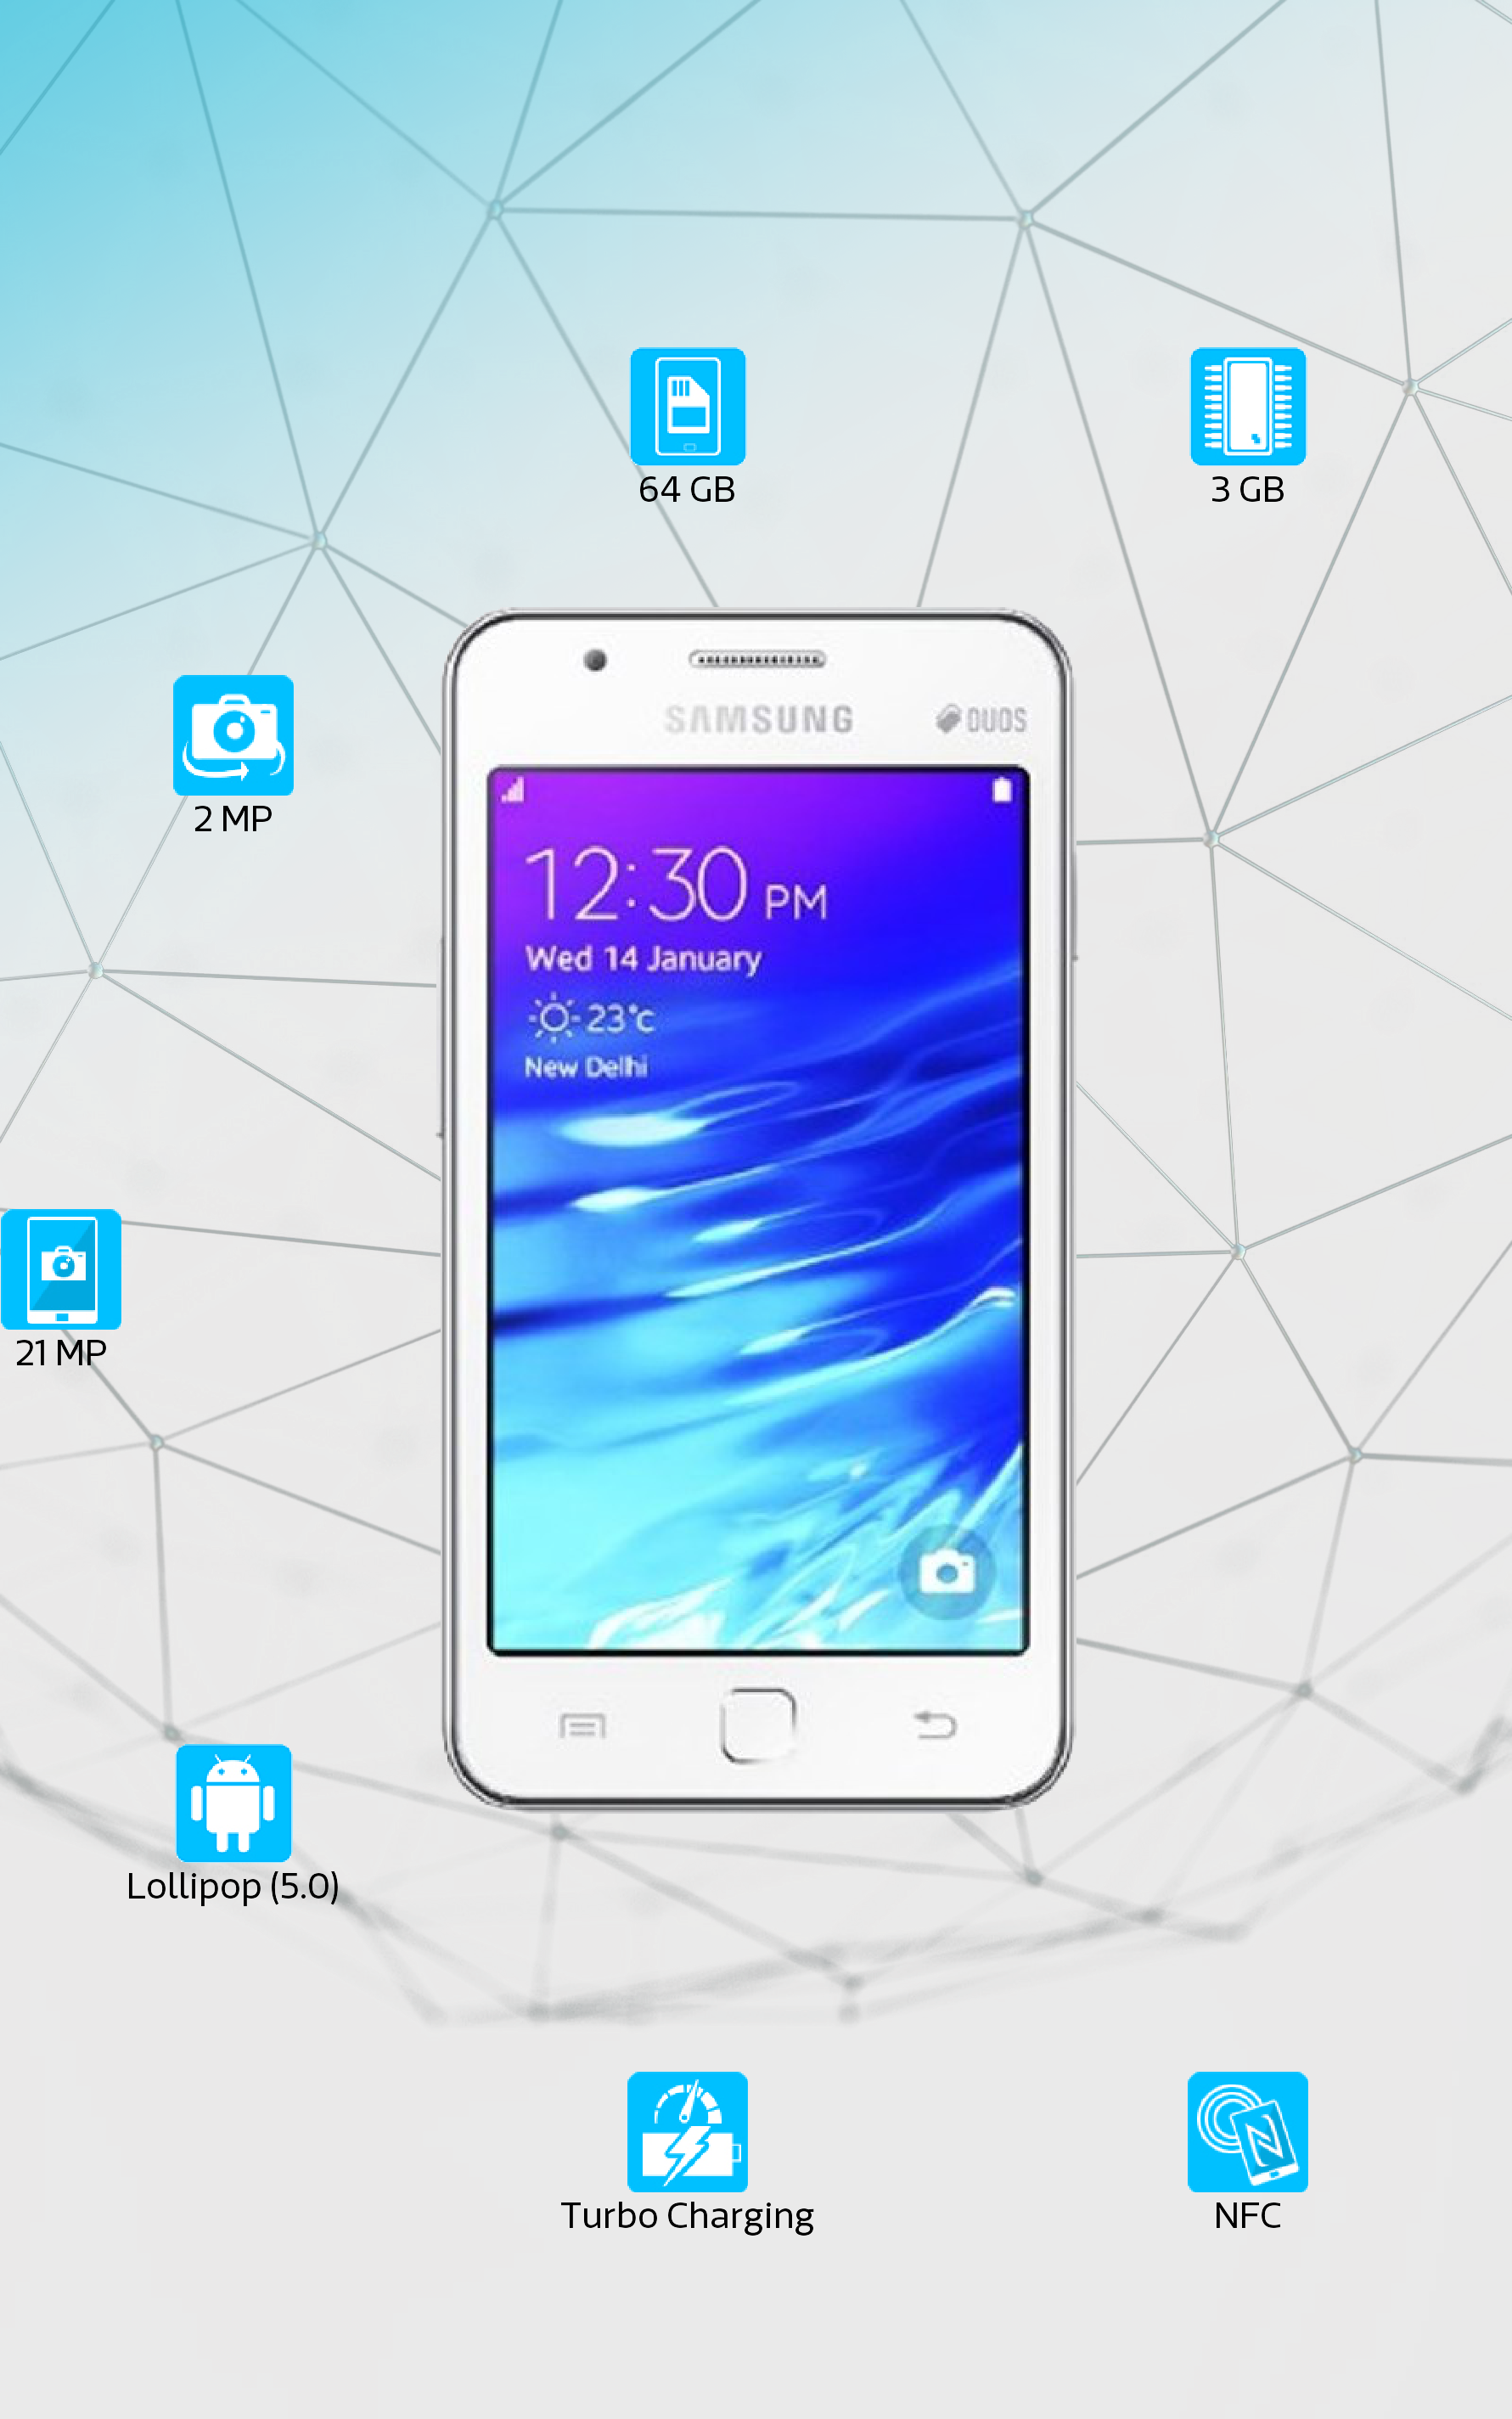 64 GB
3 GB
2 MP
SAMSUNG
DUOS
12:30 PM
Wed 14 January
23°c
New Delhi
21 MP
Lollipop (5.0)
Turbo Charging
NFC